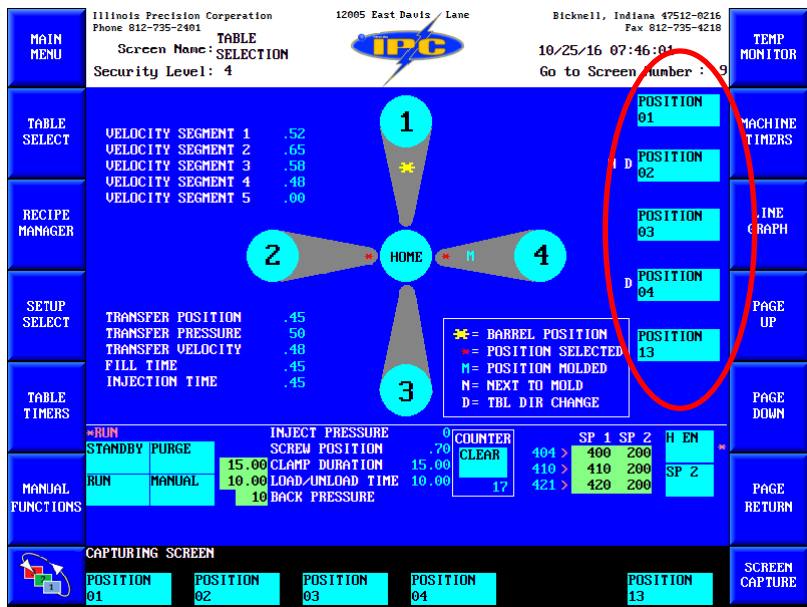 Illinois Precision Corporation
12005 East Davis Lane
Bicknell, Indiana 47512-0216
Phone 812-735-2401
Fax 812-735-4218
Screen Name: TABLE SELECTION
IPC
10/25/16 07:46:01
Security Level: 4
Go to Screen Number : 9
MAIN MENU
TABLE SELECT
RECIPE MANAGER
SETUP SELECT
TABLE TIMERS
MANUAL FUNCTIONS
1
VELOCITY SEGMENT 1 .52
VELOCITY SEGMENT 2 .65
VELOCITY SEGMENT 3 .58
VELOCITY SEGMENT 4 .48
VELOCITY SEGMENT 5 .00
1
2 * HOME * M 4
3
TRANSFER POSITION .45
TRANSFER PRESSURE 50
TRANSFER VELOCITY .48
FILL TIME .45
INJECTION TIME .45
POSITION 01
N D POSITION 02
POSITION 03
D POSITION 04
POSITION 13
= BARREL POSITION
* = POSITION SELECTED
M = POSITION MOLDED
N = NEXT TO MOLD
D = TBL DIR CHANGE
*RUN
STANDBY PURGE
RUN MANUAL
INJECT PRESSURE 0
SCREW POSITION .70
15.00 CLAMP DURATION 15.00
10.00 LOAD/UNLOAD TIME 10.00
10 BACK PRESSURE
COUNTER
CLEAR
17
SP 1 SP 2
404 > 400 200
410 > 410 200
421 > 420 200
H EN *
SP 2
CAPTURING SCREEN
POSITION 01
POSITION 02
POSITION 03
POSITION 04
POSITION 13
TEMP MONITOR
MACHINE TIMERS
LINE GRAPH
PAGE UP
PAGE DOWN
PAGE RETURN
SCREEN CAPTURE